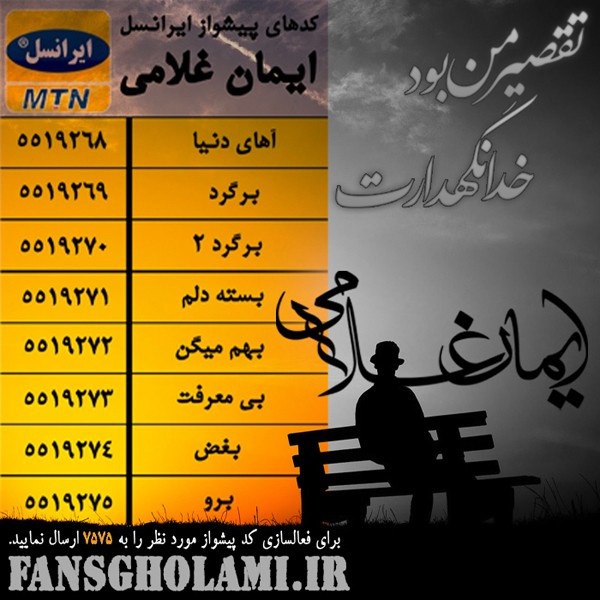 کدهای پیشواز ایرانسل
ایمان غلامی
ایرانسل®
MTN
آهای دنیا ۵۵۱۹۲۶۸
برگرد ۵۵۱۹۲۶۹
برگرد ۲ ۵۵۱۹۲۷۰
بسته دلم ۵۵۱۹۲۷۱
بهم میگن ۵۵۱۹۲۷۲
بی معرفت ۵۵۱۹۲۷۳
بغض ۵۵۱۹۲۷۴
برو ۵۵۱۹۲۷۵
تقصیرِ من بود
خدانگهدارت
ایمان غلامی
برای فعالسازی کد پیشواز مورد نظر را به ۷۵۷۵ ارسال نمایید.
FANSGHOLAMI.IR